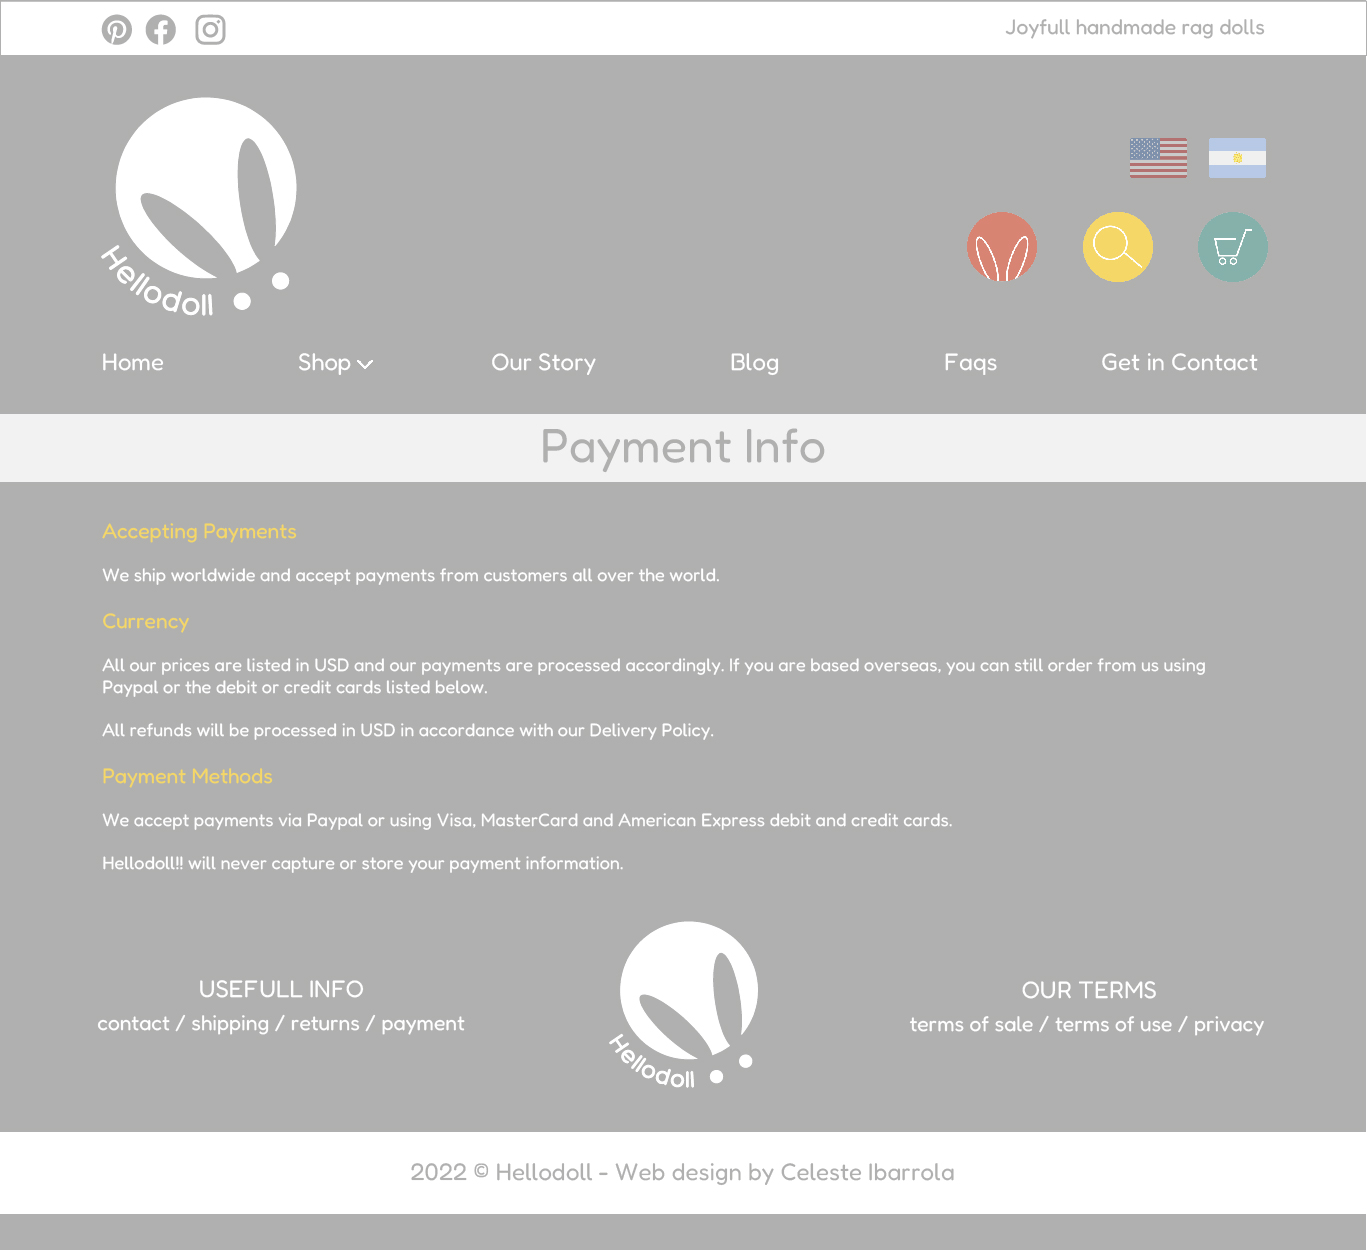 Joyfull handmade rag dolls
Hellodoll
Home Shop Our Story Blog Faqs Get in Contact
Payment Info
Accepting Payments
We ship worldwide and accept payments from customers all over the world.
Currency
All our prices are listed in USD and our payments are processed accordingly. If you are based overseas, you can still order from us using
Paypal or the debit or credit cards listed below.
All refunds will be processed in USD in accordance with our Delivery Policy.
Payment Methods
We accept payments via Paypal or using Visa, MasterCard and American Express debit and credit cards.
Hellodoll!! will never capture or store your payment information.
USEFULL INFO
contact / shipping / returns / payment
Hellodoll
OUR TERMS
terms of sale / terms of use / privacy
2022 © Hellodoll - Web design by Celeste Ibarrola